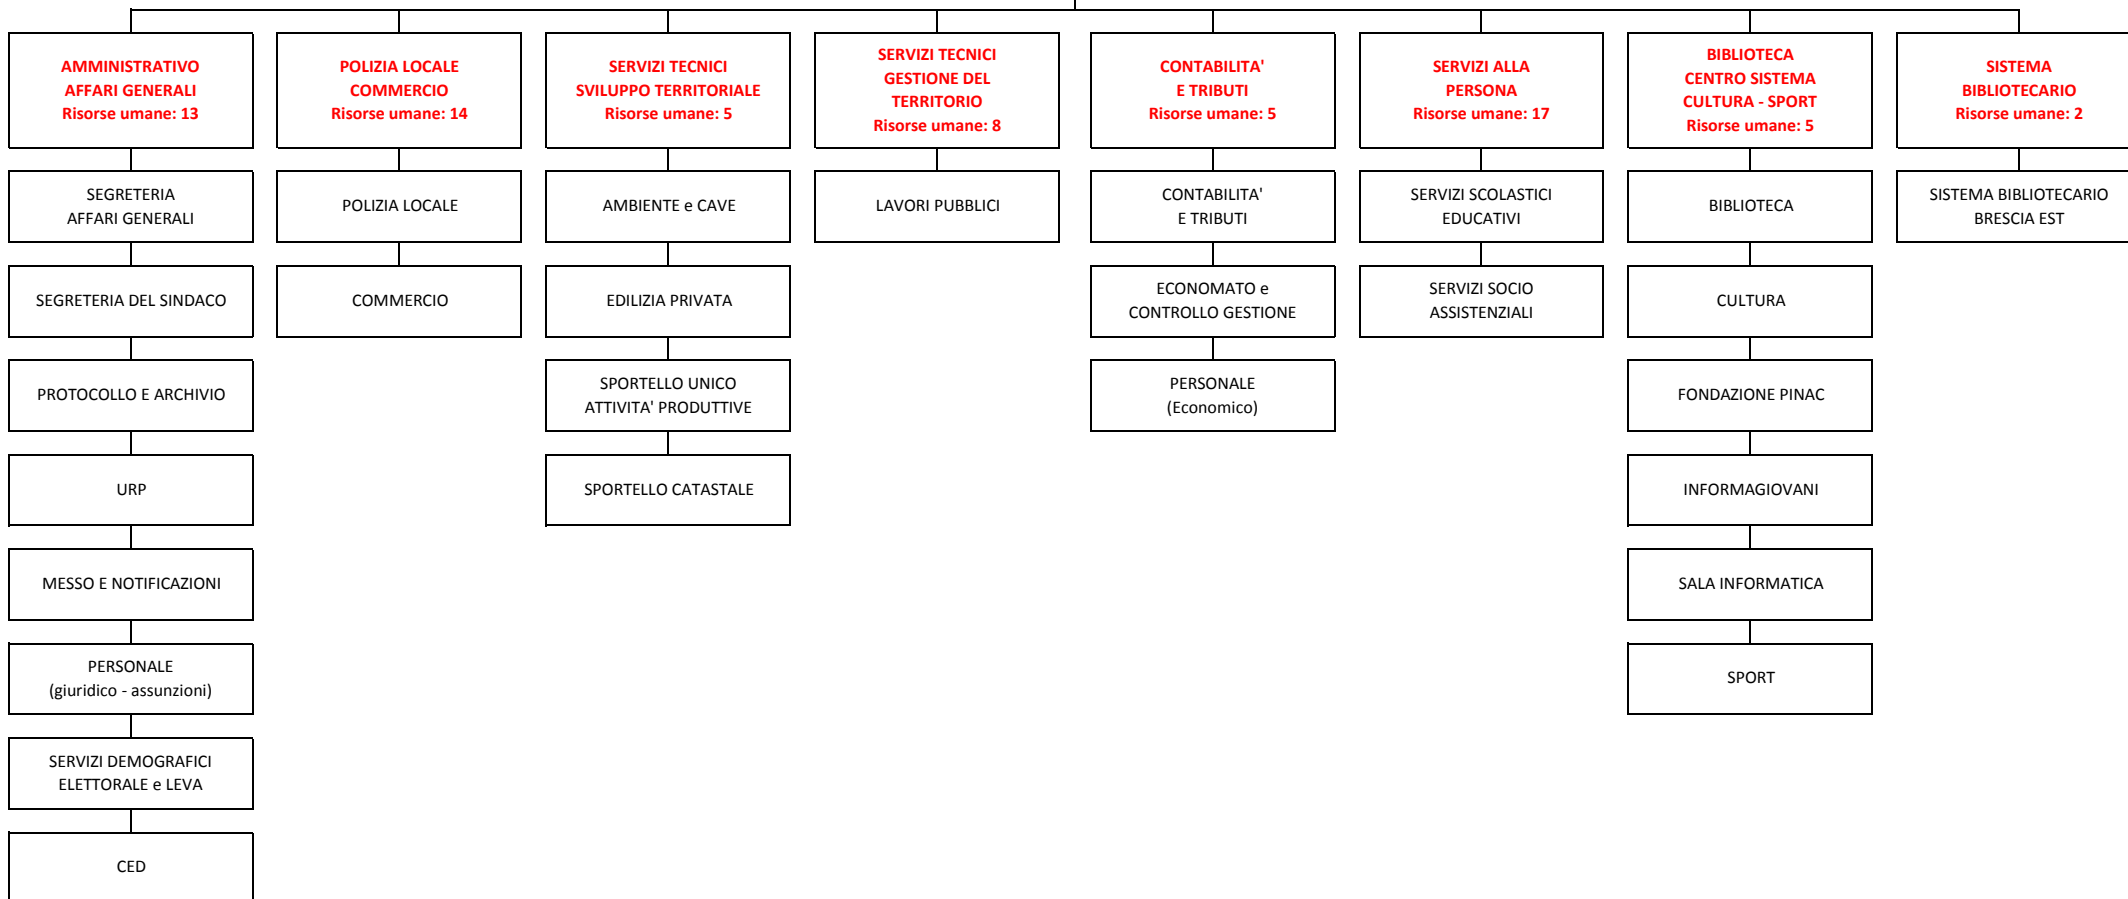 AMMINISTRATIVO
AFFARI GENERALI
Risorse umane: 13
POLIZIA LOCALE
COMMERCIO
Risorse umane: 14
SERVIZI TECNICI
SVILUPPO TERRITORIALE
Risorse umane: 5
SERVIZI TECNICI
GESTIONE DEL
TERRITORIO
Risorse umane: 8
CONTABILITA'
E TRIBUTI
Risorse umane: 5
SERVIZI ALLA
PERSONA
Risorse umane: 17
BIBLIOTECA
CENTRO SISTEMA
CULTURA - SPORT
Risorse umane: 5
SISTEMA
BIBLIOTECARIO
Risorse umane: 2
SEGRETERIA
AFFARI GENERALI
POLIZIA LOCALE
AMBIENTE e CAVE
LAVORI PUBBLICI
CONTABILITA'
E TRIBUTI
SERVIZI SCOLASTICI
EDUCATIVI
BIBLIOTECA
SISTEMA BIBLIOTECARIO
BRESCIA EST
SEGRETERIA DEL SINDACO
COMMERCIO
EDILIZIA PRIVATA
ECONOMATO e
CONTROLLO GESTIONE
SERVIZI SOCIO
ASSISTENZIALI
CULTURA
PROTOCOLLO E ARCHIVIO
SPORTELLO UNICO
ATTIVITA' PRODUTTIVE
PERSONALE
(Economico)
FONDAZIONE PINAC
URP
SPORTELLO CATASTALE
INFORMAGIOVANI
MESSO E NOTIFICAZIONI
SALA INFORMATICA
PERSONALE
(giuridico - assunzioni)
SPORT
SERVIZI DEMOGRAFICI
ELETTORALE e LEVA
CED